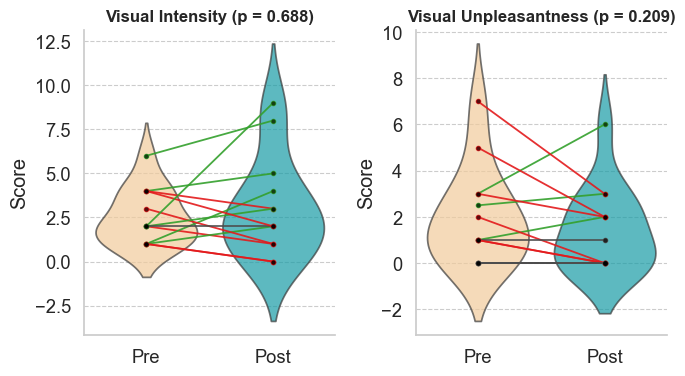 Visual Intensity (p = 0.688)
Score
12.5
10.0
7.5
5.0
2.5
0.0
−2.5
Pre
Post
Visual Unpleasantness (p = 0.209)
Score
10
8
6
4
2
0
−2
Pre
Post